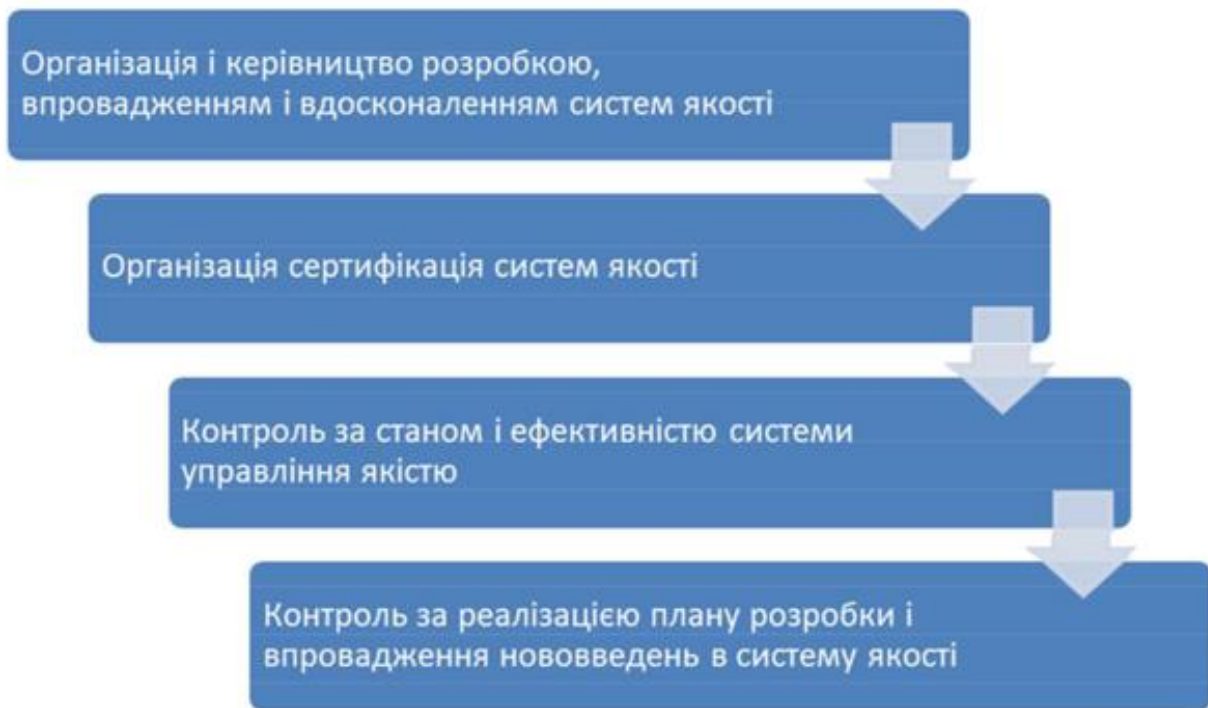 Організація і керівництво розробкою,
впровадженням і вдосконаленням систем якості
Організація сертифікація систем якості
Контроль за станом і ефективністю системи
управління якістю
Контроль за реалізацією плану розробки і
впровадження нововведень в систему якості